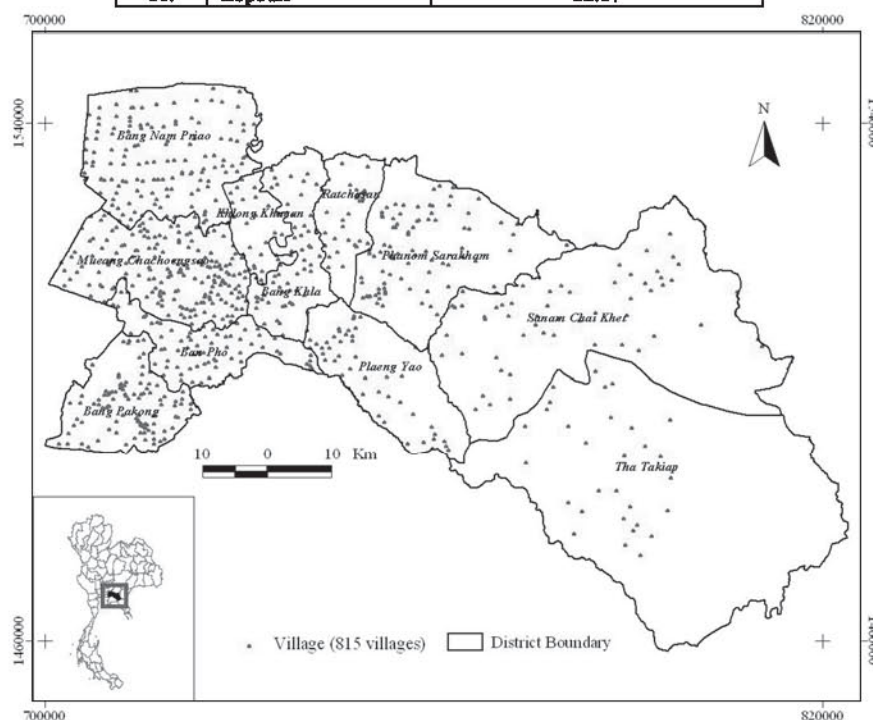 700000 820000
1540000 1540000
N
Bang Nam Priao
Khlong Khuean
Ratchasan
Mueang Chachoengsao
Phanom Sarakham
Bang Khla
Sanam Chai Khet
Ban Pho
Plaeng Yao
Bang Pakong
10 0 10 Km
Tha Takiap
Village (815 villages) District Boundary
1460000 1460000
700000 820000